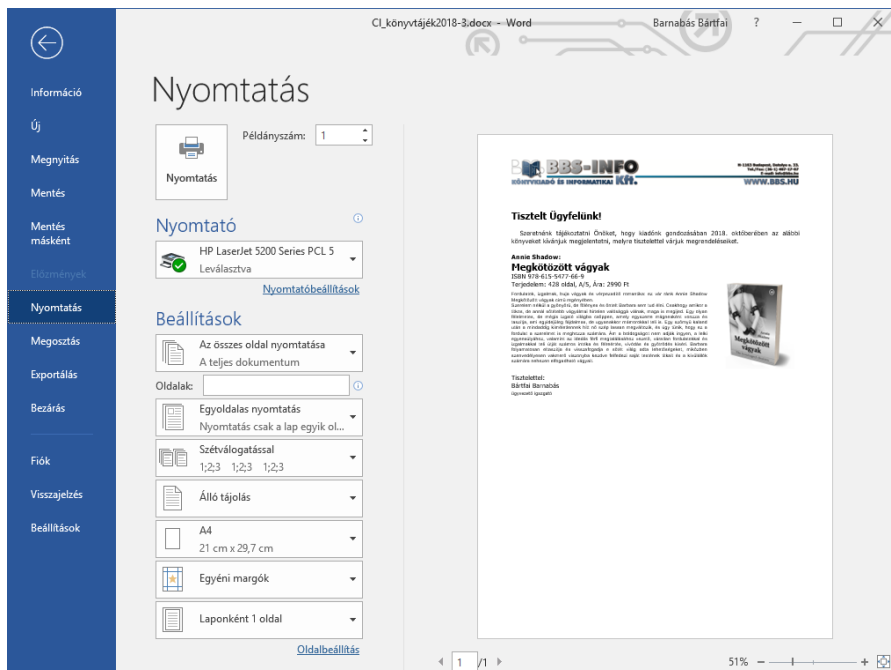 CI_könyvtájék2018-3.docx - Word
Barnabás Bártfai
?
Információ
Új
Megnyitás
Mentés
Mentés
másként
Előzmények
Nyomtatás
Megosztás
Exportálás
Bezárás
Fiók
Visszajelzés
Beállítások
Nyomtatás
Nyomtatás
Példányszám: 1
Nyomtató
HP LaserJet 5200 Series PCL 5
Leválasztva
Nyomtatóbeállítások
Beállítások
Az összes oldal nyomtatása
A teljes dokumentum
Oldalak:
Egyoldalas nyomtatás
Nyomtatás csak a lap egyik ol...
Szétválogatással
1;2;3 1;2;3 1;2;3
Álló tájolás
A4
21 cm x 29,7 cm
Egyéni margók
Laponként 1 oldal
Oldalbeállítás
BBS-INFO
KÖNYVKIADÓ ÉS INFORMATIKAI Kft.
WWW.BBS.HU
Tisztelt Ügyfelünk!
Szeretnénk tájékoztatni Önöket, hogy kiadónk gondozásában 2018. októberében az alábbi
könyveket kívánjuk megjelentetni, melyre tisztelettel várjuk megrendeléseiket.
Annie Shadow:
Megkötözött vágyak
ISBN 978-615-5477-66-9
Terjedelem: 428 oldal, A/5, Ára: 2990 Ft
Megkötözött
vágyak
Tisztelettel:
Bártfai Barnabás
ügyvezető igazgató
1 /1
51%